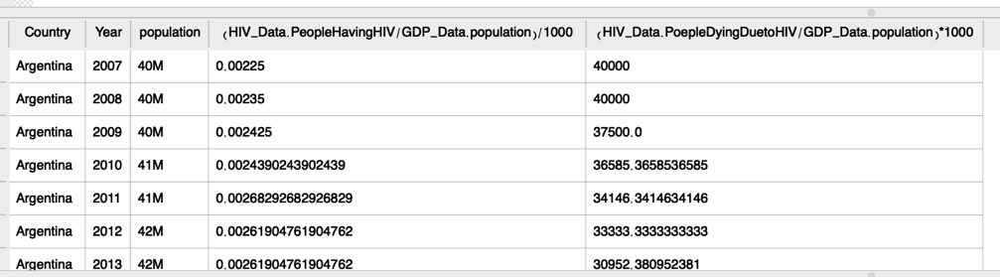 Country Year population (HIV_Data.PeopleHavingHIV/GDP_Data.population)/1000 (HIV_Data.PoepleDyingDuetoHIV/GDP_Data.population)*1000
Argentina 2007 40M 0.00225 40000
Argentina 2008 40M 0.00235 40000
Argentina 2009 40M 0.002425 37500.0
Argentina 2010 41M 0.0024390243902439 36585.3658536585
Argentina 2011 41M 0.00268292682926829 34146.3414634146
Argentina 2012 42M 0.00261904761904762 33333.3333333333
Argentina 2013 42M 0.00261904761904762 30952.380952381